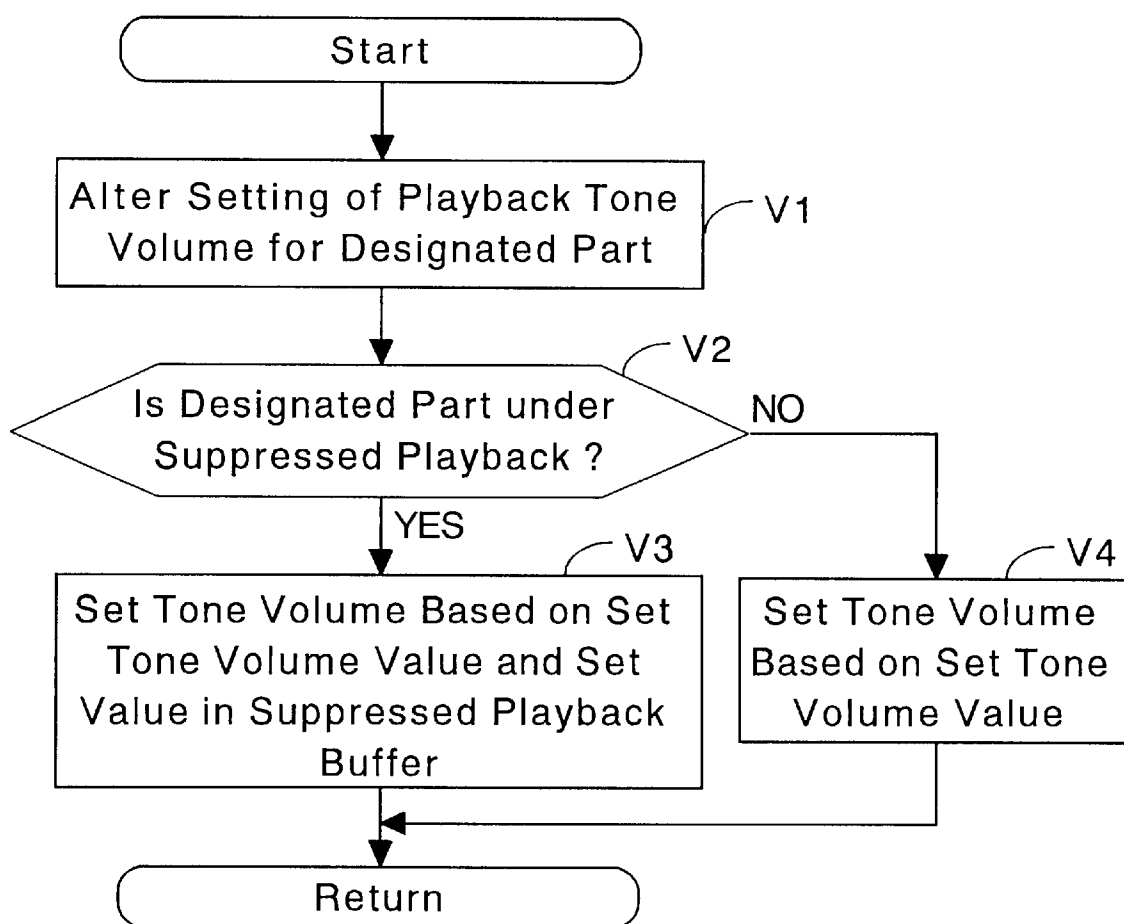 Start
Alter Setting of Playback Tone
Volume for Designated Part
V1
V2
Is Designated Part under
Suppressed Playback ?
NO
YES
V3
Set Tone Volume Based on Set
Tone Volume Value and Set
Value in Suppressed Playback
Buffer
V4
Set Tone Volume
Based on Set Tone
Volume Value
Return